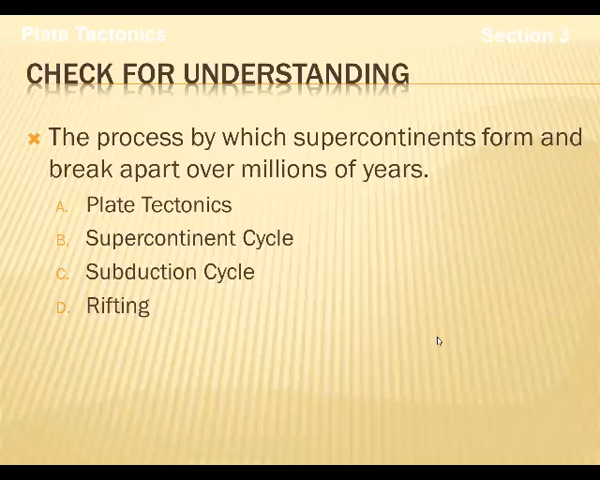 Plate Tectonics Section 3
CHECK FOR UNDERSTANDING
The process by which supercontinents form and
break apart over millions of years.
A. Plate Tectonics
B. Supercontinent Cycle
C. Subduction Cycle
D. Rifting